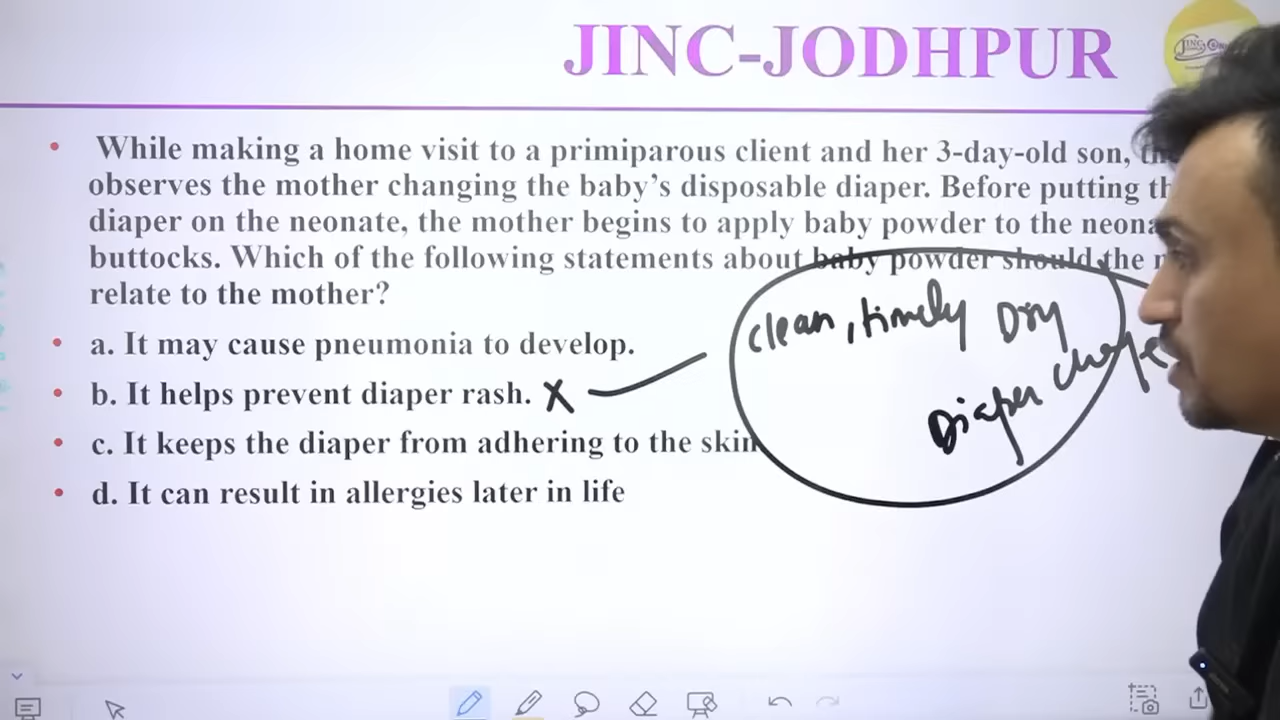 JINC-JODHPUR
• While making a home visit to a primiparous client and her 3-day-old son,
observes the mother changing the baby's disposable diaper. Before putting
diaper on the neonate, the mother begins to apply baby powder to the
buttocks. Which of the following statements about baby powder should the
relate to the mother?
• a. It may cause pneumonia to develop.
• b. It helps prevent diaper rash. X
• c. It keeps the diaper from adhering to the skin
• d. It can result in allergies later in life
clean, timely Dry
Diaper change